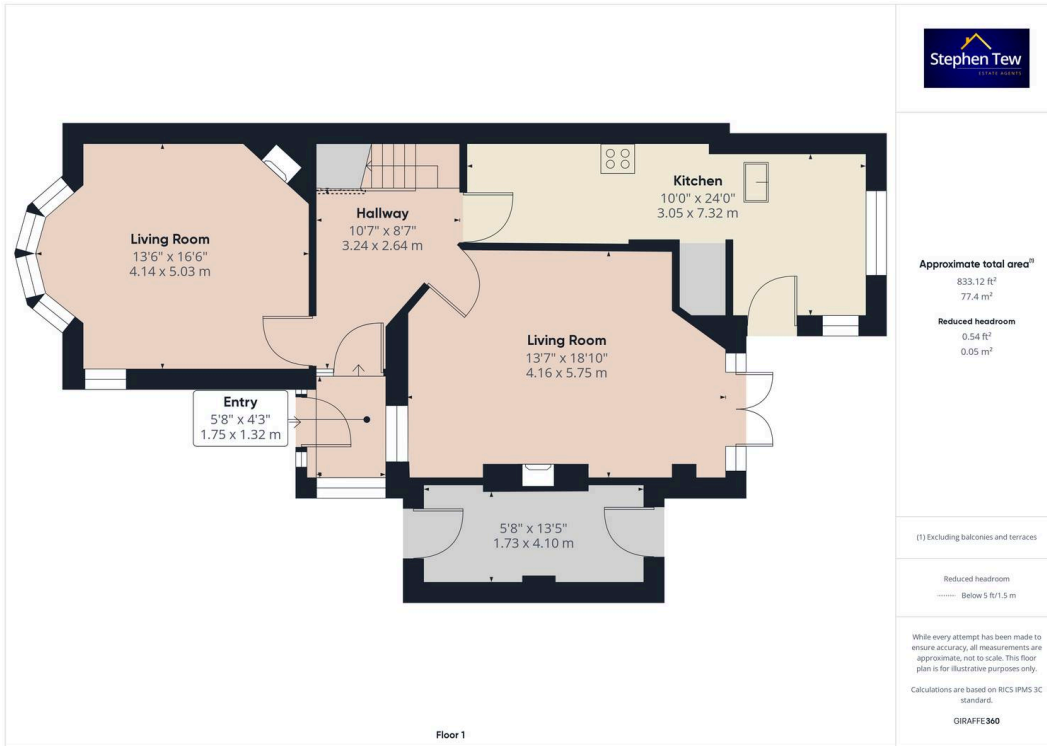 Stephen Tew
ESTATE AGENTS
Living Room
13'6" x 16'6"
4.14 x 5.03 m
Hallway
10'7" x 8'7"
3.24 x 2.64 m
Kitchen
10'0" x 24'0"
3.05 x 7.32 m
Living Room
13'7" x 18'10"
4.16 x 5.75 m
Entry
5'8" x 4'3"
1.75 x 1.32 m
5'8" x 13'5"
1.73 x 4.10 m
Floor 1
Approximate total area(1)
833.12 ft²
77.4 m²
Reduced headroom
0.54 ft²
0.05 m²
(1) Excluding balconies and terraces
Reduced headroom
Below 5 ft/1.5 m
While every attempt has been made to
ensure accuracy, all measurements are
approximate, not to scale. This floor
plan is for illustrative purposes only.
Calculations are based on RICS IPMS 3C
standard.
GIRAFFE360